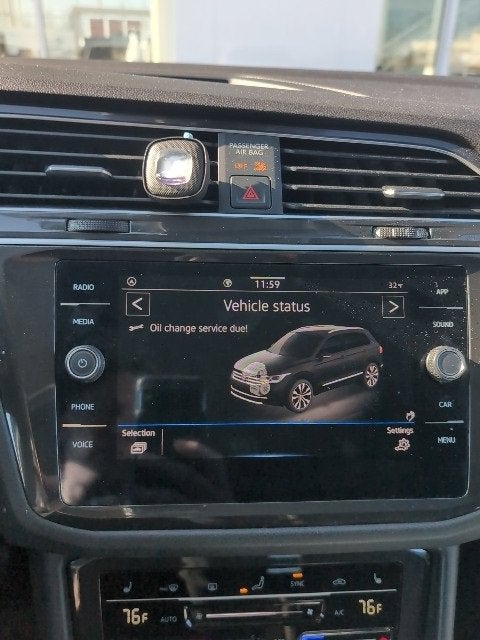 PASSENGER
AIR BAG
OFF
RADIO
11:59
32°F
APP
Vehicle status
MEDIA
SOUND
Oil change service due!
PHONE
CAR
Selection
Settings
VOICE
MENU
SYNC
76F
AUTO
A/C
76F